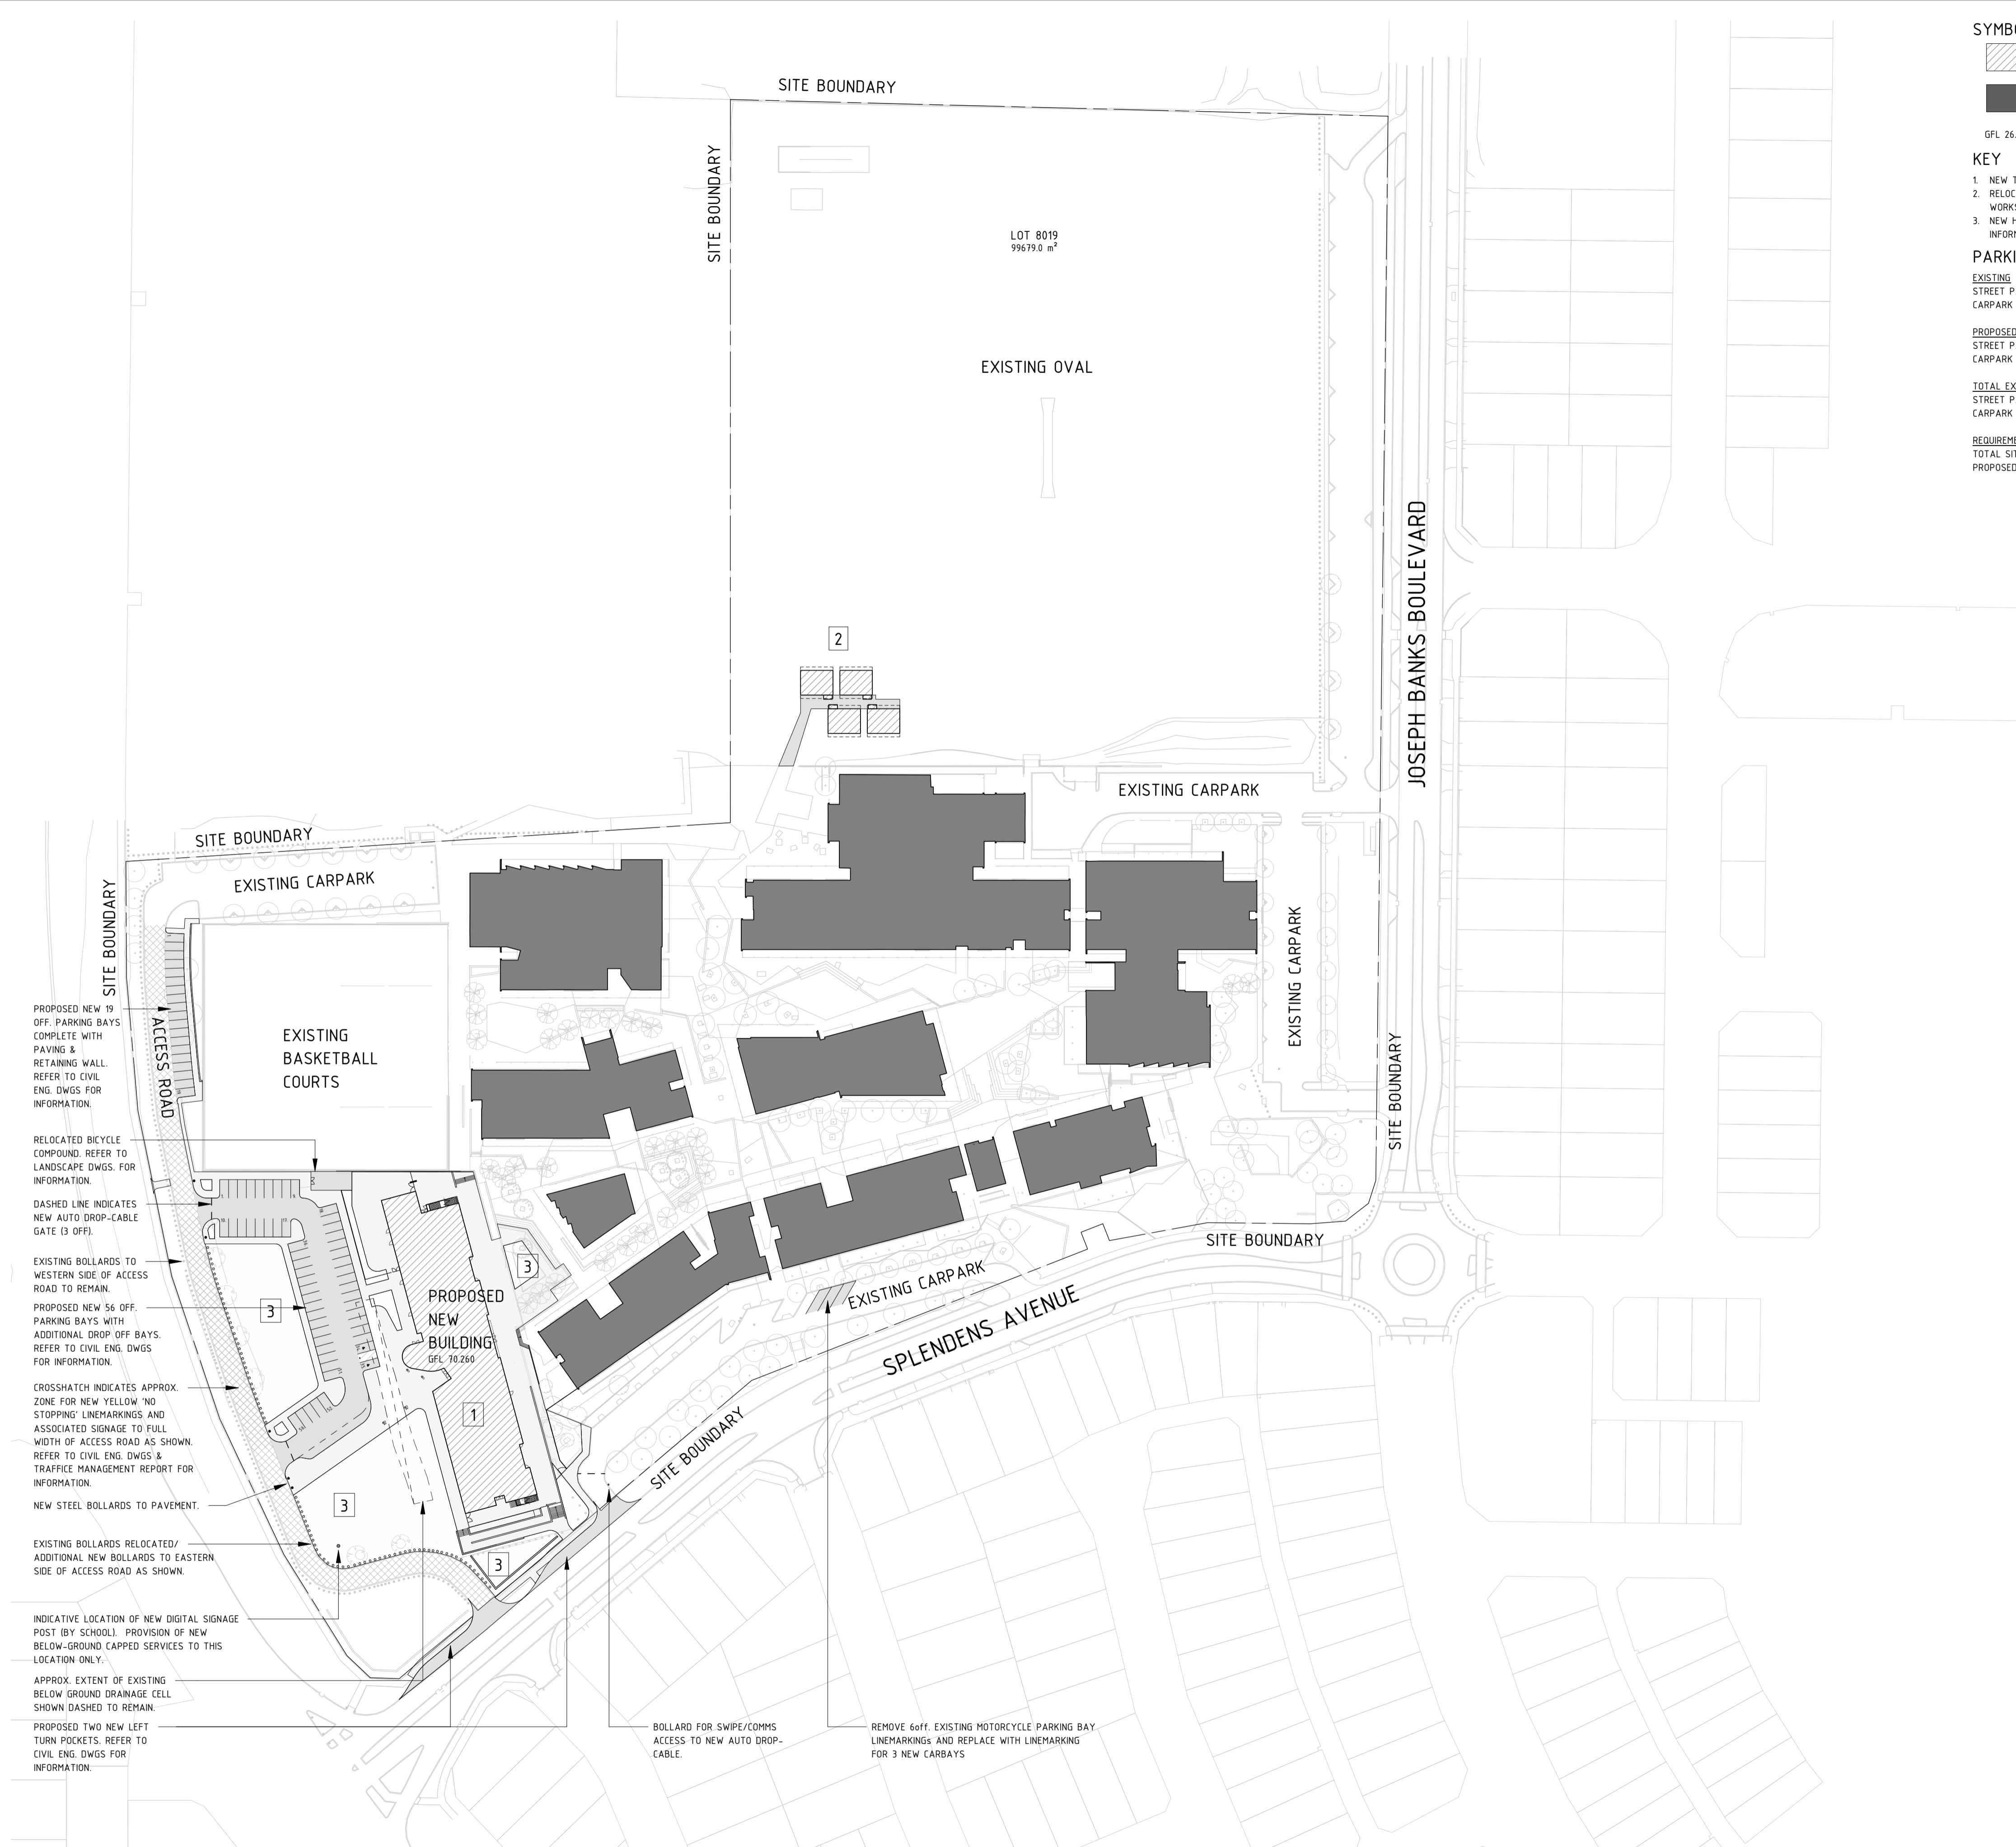 SITE BOUNDARY
SITE BOUNDARY
LOT 8019
99679.0 m²
EXISTING OVAL
2
JOSEPH BANKS BOULEVARD
EXISTING CARPARK
SITE BOUNDARY
EXISTING CARPARK
SITE BOUNDARY
EXISTING CARPARK
ACCESS ROAD
EXISTING
BASKETBALL
COURTS
SITE BOUNDARY
SITE BOUNDARY
EXISTING CARPARK
SPLENDENS AVENUE
SITE BOUNDARY
PROPOSED
NEW
BUILDING
GFL 70.260
1
3
3
3
3
PROPOSED NEW 19
OFF. PARKING BAYS
COMPLETE WITH
PAVING &
RETAINING WALL.
REFER TO CIVIL
ENG. DWGS FOR
INFORMATION.
RELOCATED BICYCLE
COMPOUND. REFER TO
LANDSCAPE DWGS. FOR
INFORMATION.
DASHED LINE INDICATES
NEW AUTO DROP-CABLE
GATE (3 OFF).
EXISTING BOLLARDS TO
WESTERN SIDE OF ACCESS
ROAD TO REMAIN.
PROPOSED NEW 56 OFF.
PARKING BAYS WITH
ADDITIONAL DROP OFF BAYS.
REFER TO CIVIL ENG. DWGS
FOR INFORMATION.
CROSSHATCH INDICATES APPROX.
ZONE FOR NEW YELLOW 'NO
STOPPING' LINEMARKINGS AND
ASSOCIATED SIGNAGE TO FULL
WIDTH OF ACCESS ROAD AS SHOWN.
REFER TO CIVIL ENG. DWGS &
TRAFFICE MANAGEMENT REPORT FOR
INFORMATION.
NEW STEEL BOLLARDS TO PAVEMENT.
EXISTING BOLLARDS RELOCATED/
ADDITIONAL NEW BOLLARDS TO EASTERN
SIDE OF ACCESS ROAD AS SHOWN.
INDICATIVE LOCATION OF NEW DIGITAL SIGNAGE
POST (BY SCHOOL). PROVISION OF NEW
BELOW-GROUND CAPPED SERVICES TO THIS
LOCATION ONLY.
APPROX. EXTENT OF EXISTING
BELOW GROUND DRAINAGE CELL
SHOWN DASHED TO REMAIN.
PROPOSED TWO NEW LEFT
TURN POCKETS. REFER TO
CIVIL ENG. DWGS FOR
INFORMATION.
BOLLARD FOR SWIPE/COMMS
ACCESS TO NEW AUTO DROP-
CABLE.
REMOVE 6off. EXISTING MOTORCYCLE PARKING BAY
LINEMARKINGs AND REPLACE WITH LINEMARKING
FOR 3 NEW CARBAYS
SYMBO
GFL 26.
KEY
1. NEW T
2. RELOC
WORKS
3. NEW H
INFORM
PARKI
EXISTING
STREET P
CARPARK
PROPOSED
STREET P
CARPARK
TOTAL EX
STREET P
CARPARK
REQUIREME
TOTAL SIT
PROPOSED